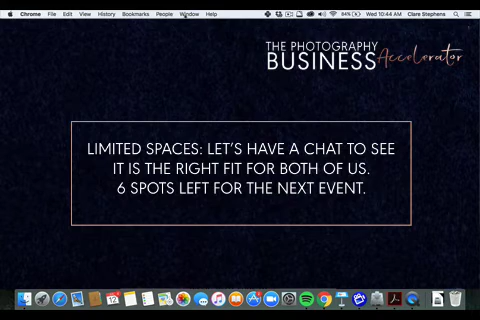 Chrome File Edit View History Bookmarks People Window Help 84% Wed 10:44 AM Clare Stephens
THE PHOTOGRAPHY
BUSINESS Accelerator
LIMITED SPACES: LET'S HAVE A CHAT TO SEE
IT IS THE RIGHT FIT FOR BOTH OF US.
6 SPOTS LEFT FOR THE NEXT EVENT.
12